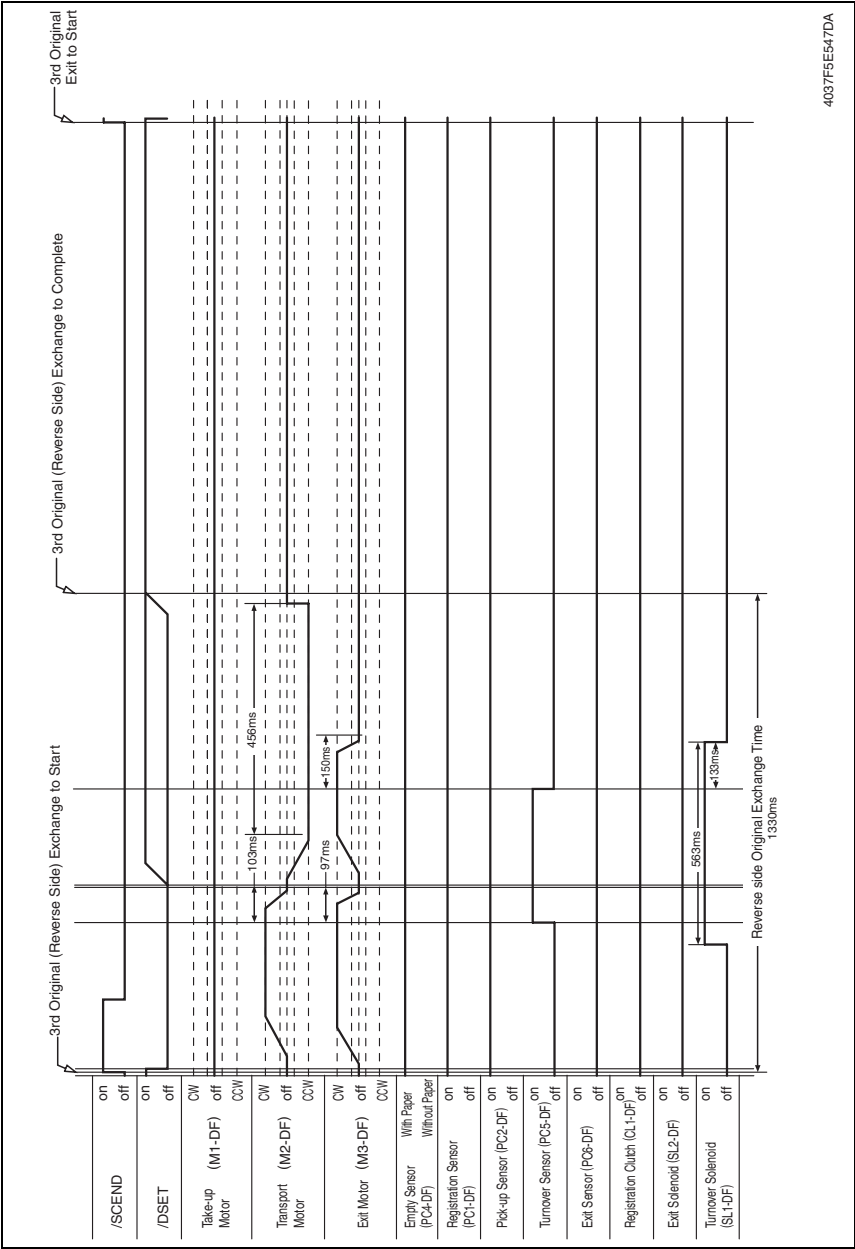 3rd Original (Reverse Side) Exchange to Start
3rd Original (Reverse Side) Exchange to Complete
3rd Original
Exit to Start
/SCEND
on
off
/DSET
on
off
Take-up
Motor
(M1-DF)
CW
off
CCW
Transport
Motor
(M2-DF)
CW
off
CCW
103ms
456ms
Exit Motor (M3-DF)
CW
off
CCW
97ms
150ms
Empty Sensor
(PC4-DF)
With Paper
Without Paper
Registration Sensor
(PC1-DF)
on
off
Pick-up Sensor (PC2-DF)
on
off
Turnover Sensor (PC5-DF)
on
off
Exit Sensor (PC6-DF)
on
off
Registration Clutch (CL1-DF)
on
off
Exit Solenoid (SL2-DF)
on
off
Turnover Solenoid
(SL1-DF)
on
off
563ms
133ms
Reverse side Original Exchange Time
1330ms
4037F5E547DA